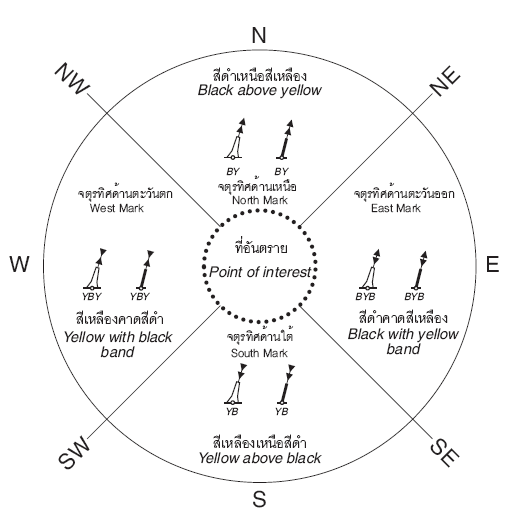 N
NW
NE
สีดำเหนือสีเหลือง
Black above yellow
BY BY
จตุรทิศด้านเหนือ
North Mark
จตุรทิศด้านตะวันตก
West Mark
จตุรทิศด้านตะวันออก
East Mark
W
E
ที่อันตราย
Point of interest
YBY YBY
สีเหลืองคาดสีดำ
Yellow with black
band
BYB BYB
สีดำคาดสีเหลือง
Black with yellow
band
จตุรทิศด้านใต้
South Mark
YB YB
สีเหลืองเหนือสีดำ
Yellow above black
SW
SE
S